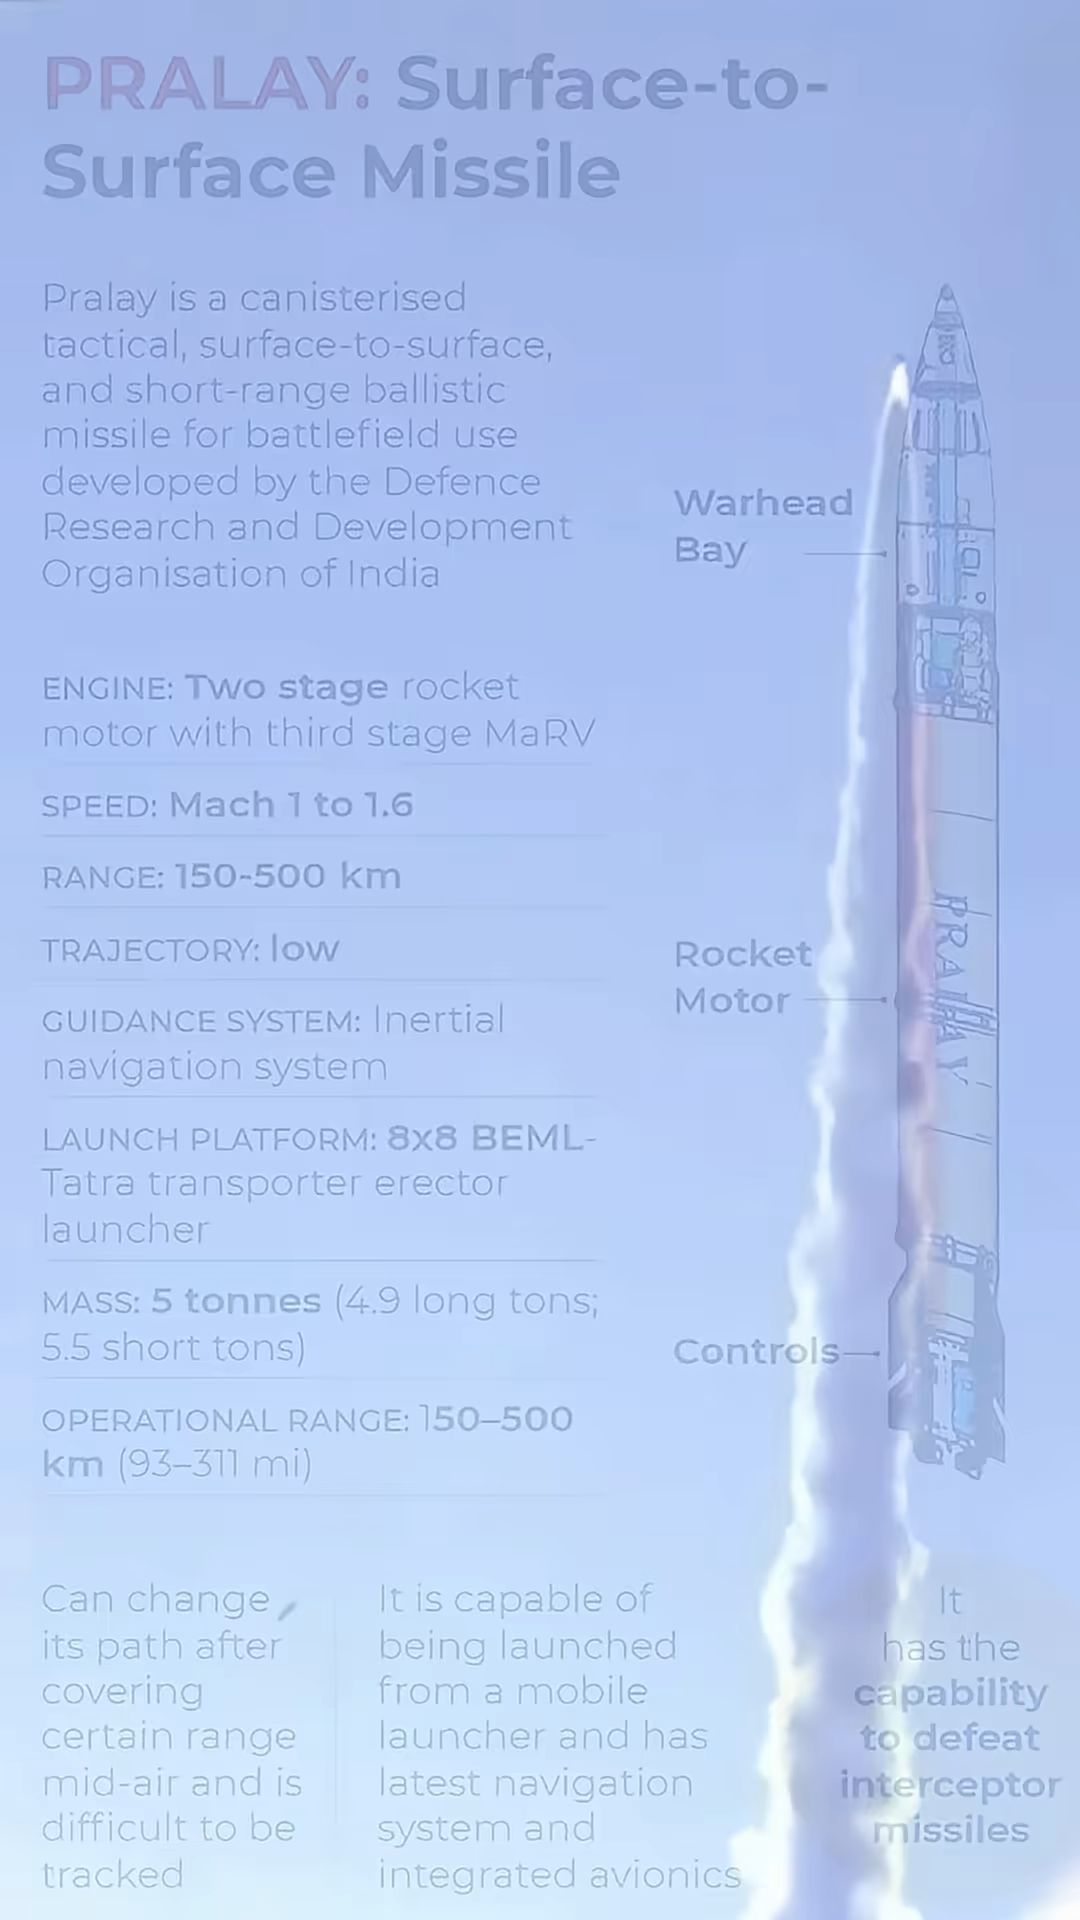 PRALAY: Surface-to-
Surface Missile
Pralay is a canisterised
tactical, surface-to-surface,
and short-range ballistic
missile for battlefield use
developed by the Defence
Research and Development
Organisation of India
ENGINE: Two stage rocket
motor with third stage MaRV
SPEED: Mach 1 to 1.6
RANGE: 150-500 km
TRAJECTORY: low
GUIDANCE SYSTEM: Inertial
navigation system
LAUNCH PLATFORM: 8x8 BEML-
Tatra transporter erector
launcher
MASS: 5 tonnes (4.9 long tons;
5.5 short tons)
OPERATIONAL RANGE: 150–500
km (93–311 mi)
Warhead
Bay
Rocket
Motor
PRALAY
Controls
Can change
its path after
covering
certain range
mid-air and is
difficult to be
tracked
It is capable of
being launched
from a mobile
launcher and has
latest navigation
system and
integrated avionics
It
has the
capability
to defeat
interceptor
missiles